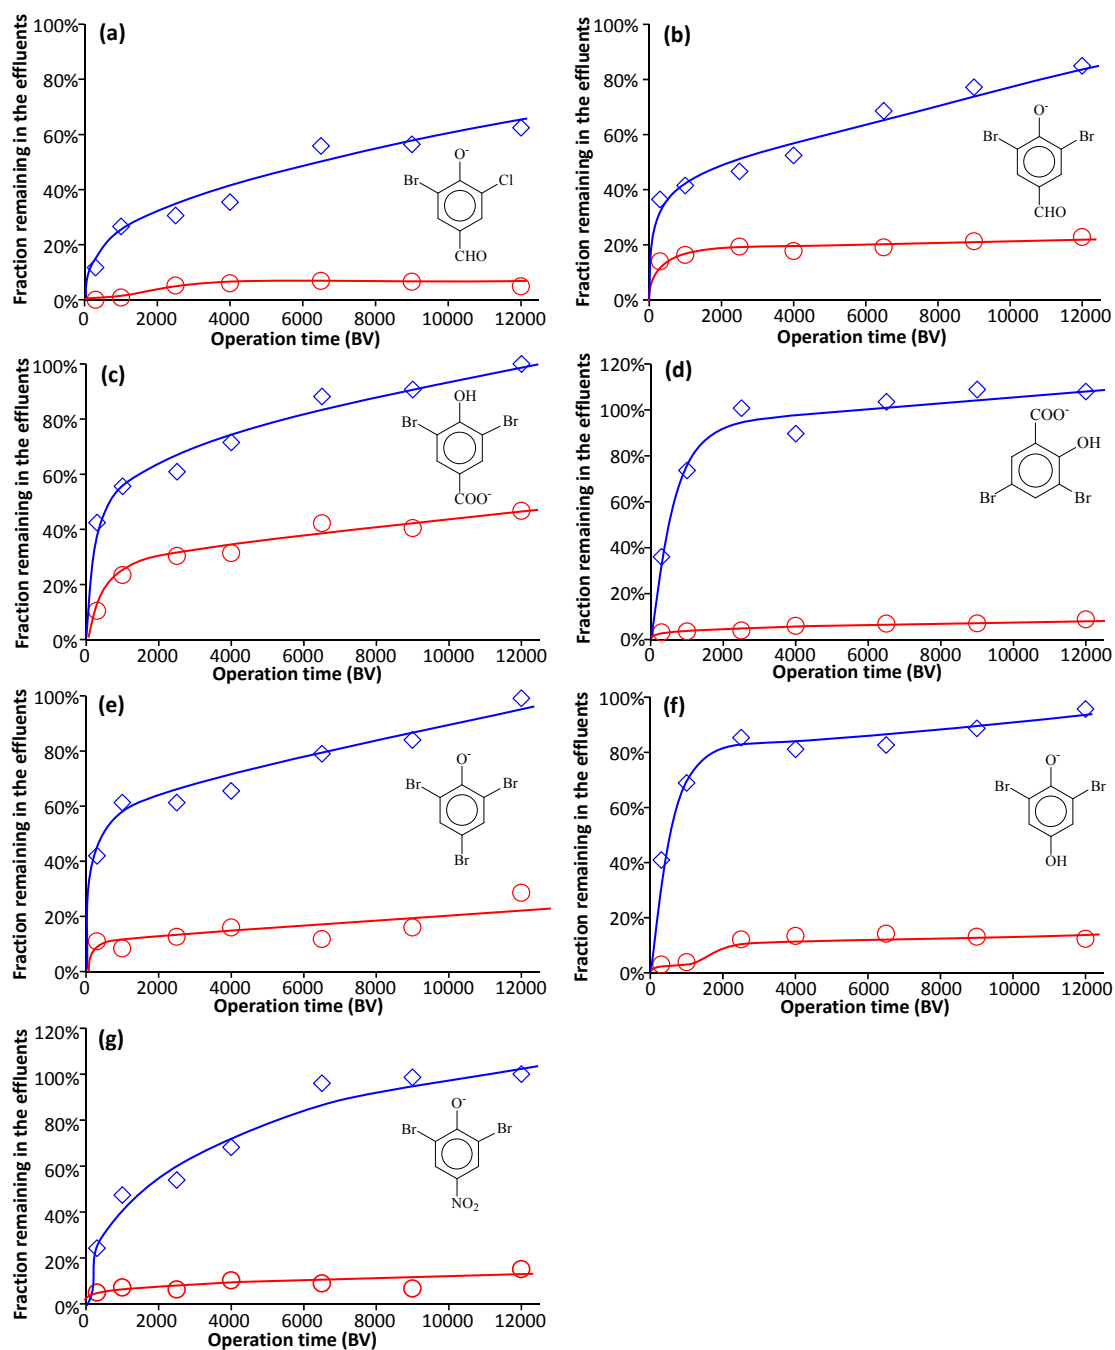 (a)
Fraction remaining in the effluents
100%
80%
60%
40%
20%
0%
0 2000 4000 6000 8000 10000 12000
Operation time (BV)
O-
Br Cl
CHO
(b)
Fraction remaining in the effluents
100%
80%
60%
40%
20%
0%
0 2000 4000 6000 8000 10000 12000
Operation time (BV)
O-
Br Br
CHO
(c)
Fraction remaining in the effluents
100%
80%
60%
40%
20%
0%
0 2000 4000 6000 8000 10000 12000
Operation time (BV)
OH
Br Br
COO-
(d)
Fraction remaining in the effluents
120%
100%
80%
60%
40%
20%
0%
0 2000 4000 6000 8000 10000 12000
Operation time (BV)
COO-
OH
Br Br
(e)
Fraction remaining in the effluents
100%
80%
60%
40%
20%
0%
0 2000 4000 6000 8000 10000 12000
Operation time (BV)
O-
Br Br
Br
(f)
Fraction remaining in the effluents
100%
80%
60%
40%
20%
0%
0 2000 4000 6000 8000 10000 12000
Operation time (BV)
O-
Br Br
OH
(g)
Fraction remaining in the effluents
120%
100%
80%
60%
40%
20%
0%
0 2000 4000 6000 8000 10000 12000
Operation time (BV)
O-
Br Br
NO2